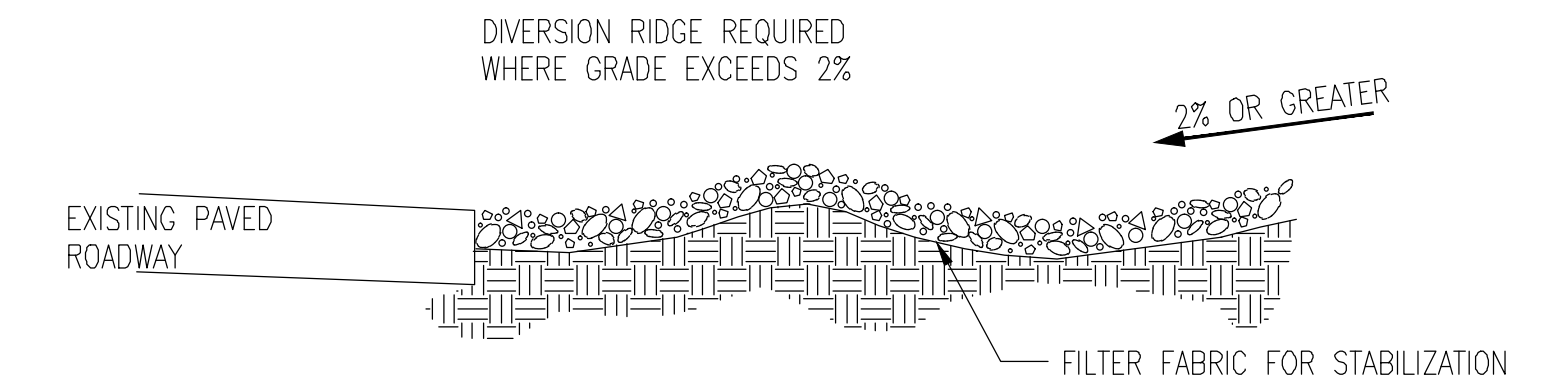 DIVERSION RIDGE REQUIRED
WHERE GRADE EXCEEDS 2%
2% OR GREATER
EXISTING PAVED
ROADWAY
FILTER FABRIC FOR STABILIZATION